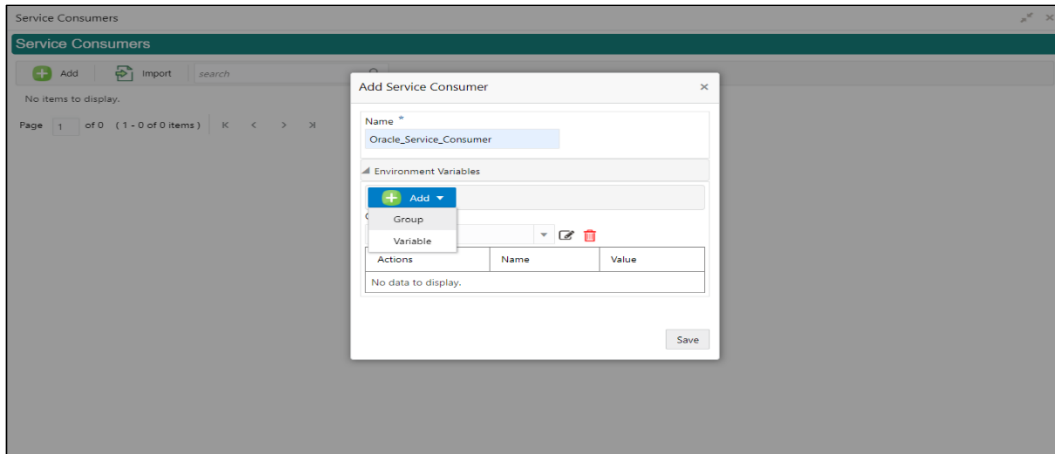 Service Consumers
Service Consumers
Add Import search
No items to display.
Page 1 of 0 (1 - 0 of 0 items) K < > >|
Add Service Consumer ×
Name *
Oracle_Service_Consumer
Environment Variables
Add
Group
Variable
Actions Name Value
No data to display.
Save